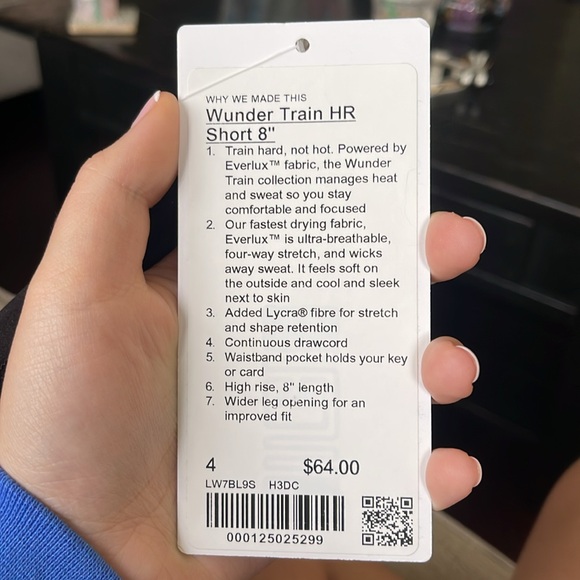 WHY WE MADE THIS
Wunder Train HR
Short 8"
1. Train hard, not hot. Powered by
Everlux™ fabric, the Wunder
Train collection manages heat
and sweat so you stay
comfortable and focused
2. Our fastest drying fabric,
Everlux™ is ultra-breathable,
four-way stretch, and wicks
away sweat. It feels soft on
the outside and cool and sleek
next to skin
3. Added Lycra® fibre for stretch
and shape retention
4. Continuous drawcord
5. Waistband pocket holds your key
or card
6. High rise, 8" length
7. Wider leg opening for an
improved fit
4 $64.00
LW7BL9S H3DC
000125025299